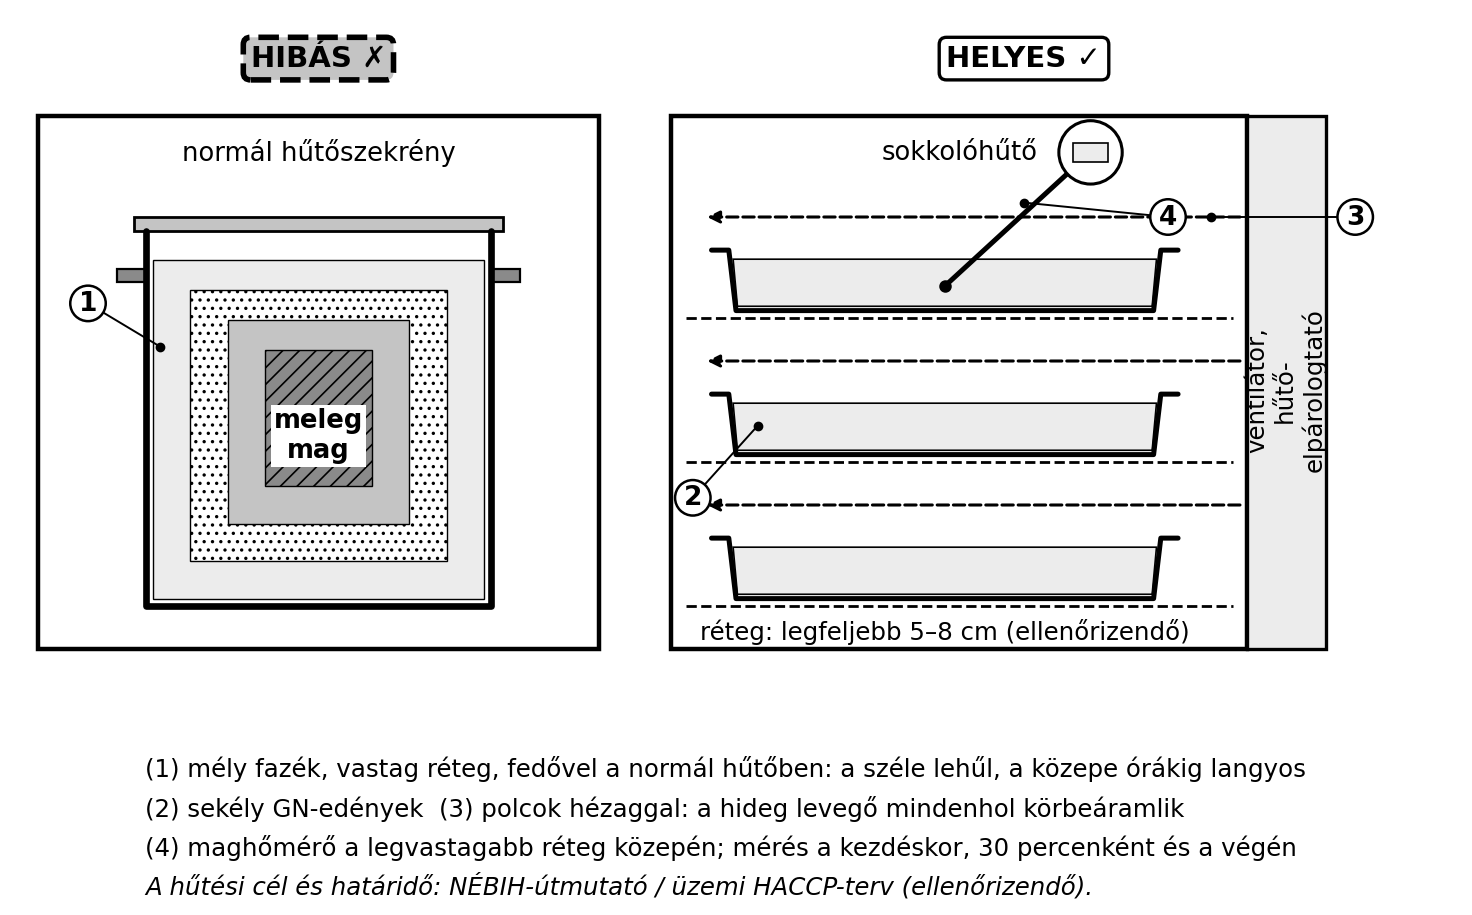 HIBÁS ✗
HELYES ✓
normál hűtőszekrény
1
meleg
mag
sokkolóhűtő
4
3
2
ventilátor,
hűtő-
elpárologtató
réteg: legfeljebb 5–8 cm (ellenőrizendő)
(1) mély fazék, vastag réteg, fedővel a normál hűtőben: a széle lehűl, a közepe órákig langyos
(2) sekély GN-edények  (3) polcok hézaggal: a hideg levegő mindenhol körbeáramlik
(4) maghőmérő a legvastagabb réteg közepén; mérés a kezdéskor, 30 percenként és a végén
A hűtési cél és határidő: NÉBIH-útmutató / üzemi HACCP-terv (ellenőrizendő).